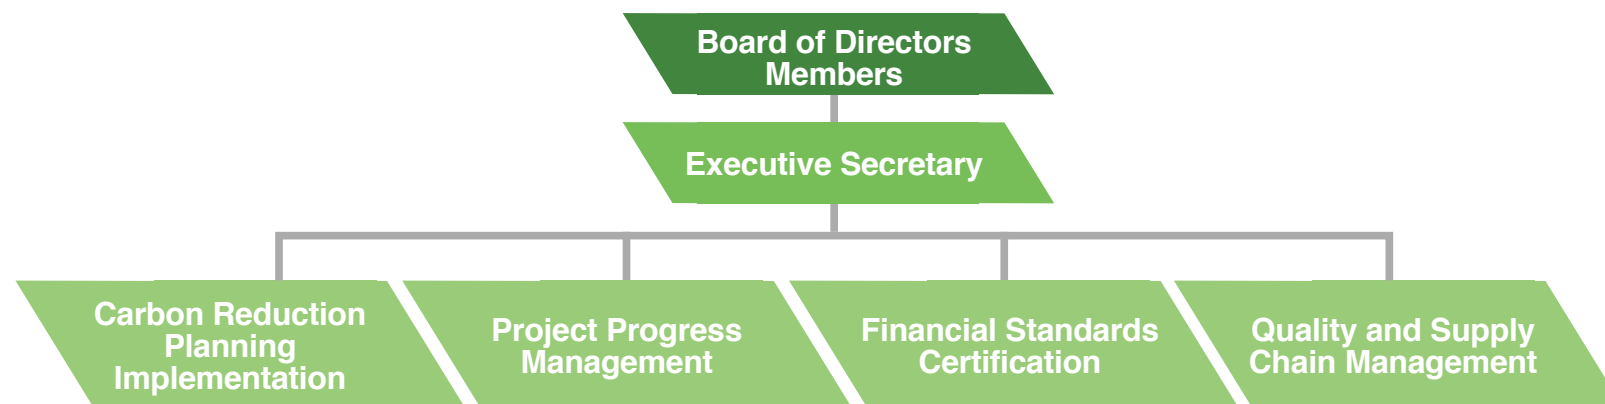 Board of Directors
Members
Executive Secretary
Carbon Reduction
Planning
Implementation
Project Progress
Management
Financial Standards
Certification
Quality and Supply
Chain Management